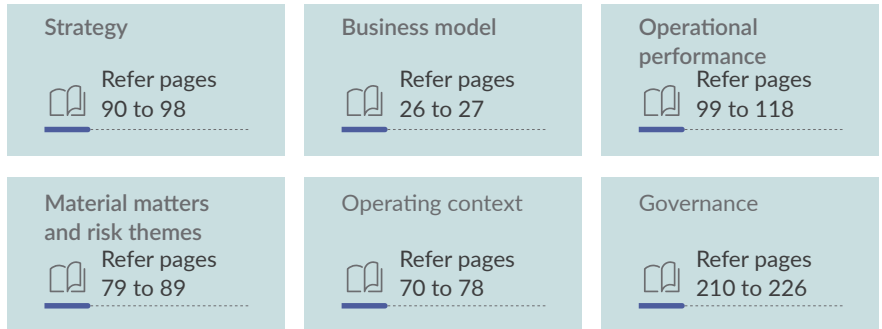 Strategy
Refer pages
90 to 98
Business model
Refer pages
26 to 27
Operational
performance
Refer pages
99 to 118
Material matters
and risk themes
Refer pages
79 to 89
Operating context
Refer pages
70 to 78
Governance
Refer pages
210 to 226